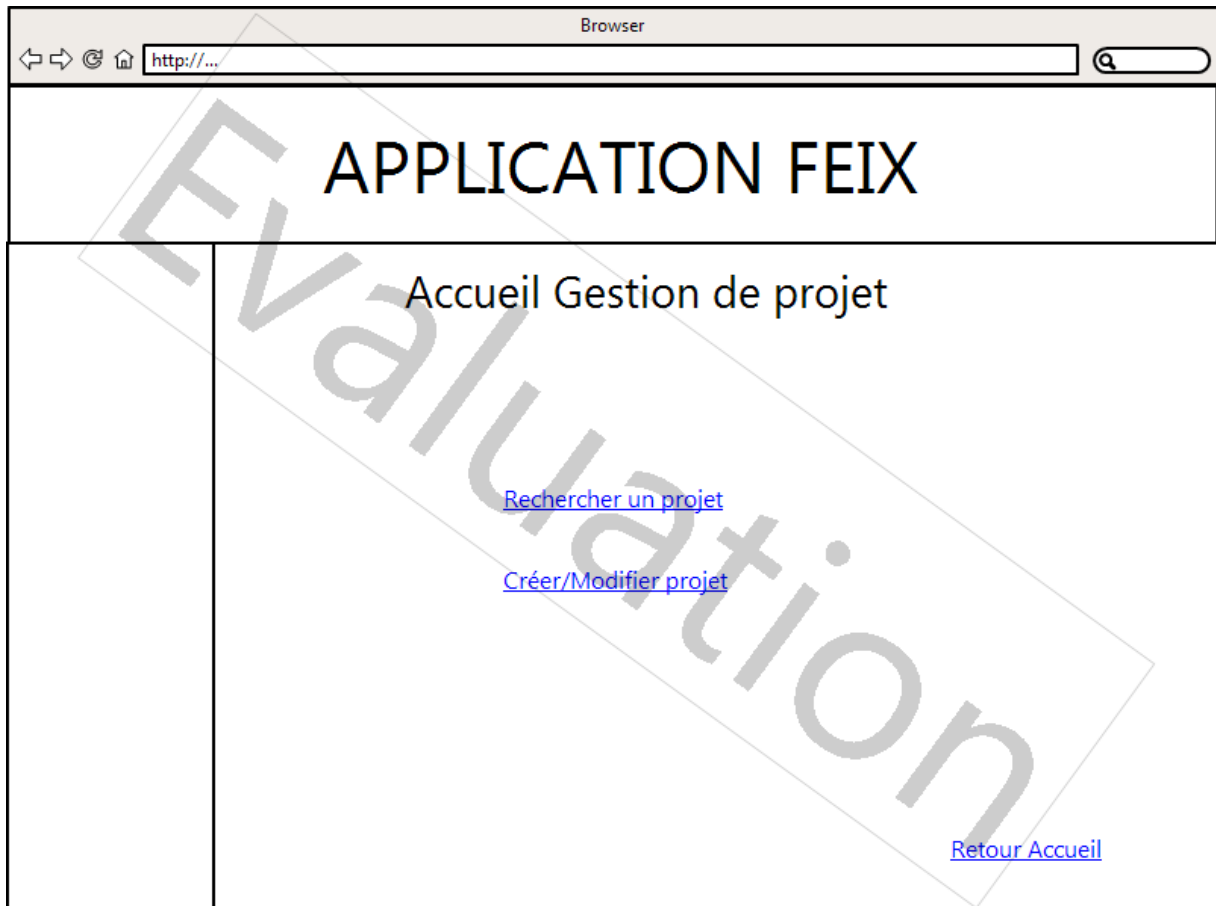 Browser
http://...
APPLICATION FEIX
Accueil Gestion de projet
Rechercher un projet
Créer/Modifier projet
Retour Accueil
Evaluation